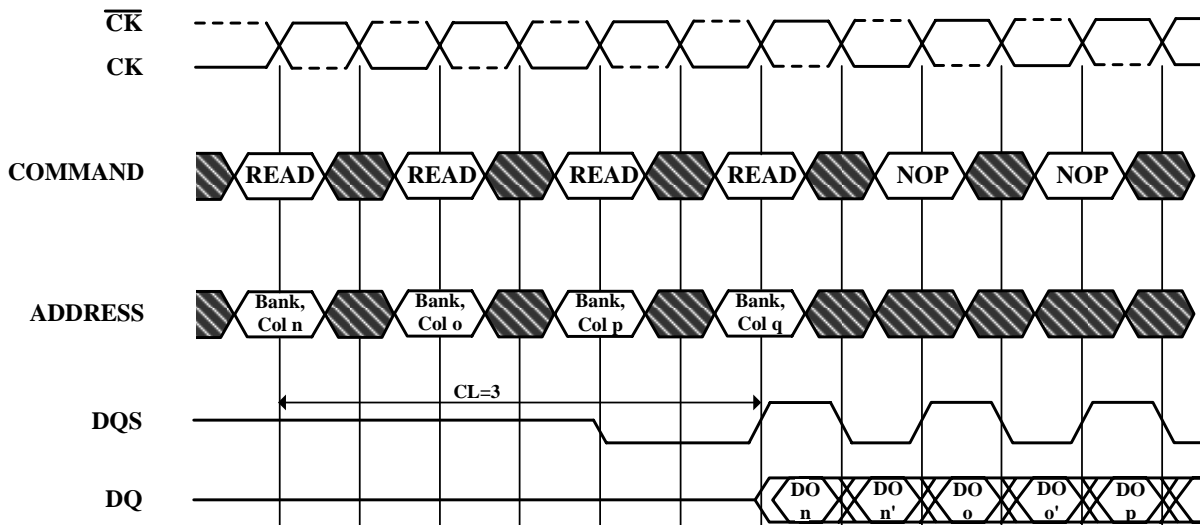 CK
CK
COMMAND
READ
READ
READ
READ
NOP
NOP
ADDRESS
Bank,
Col n
Bank,
Col o
Bank,
Col p
Bank,
Col q
CL=3
DQS
DQ
DO
n
DO
n'
DO
o
DO
o'
DO
p